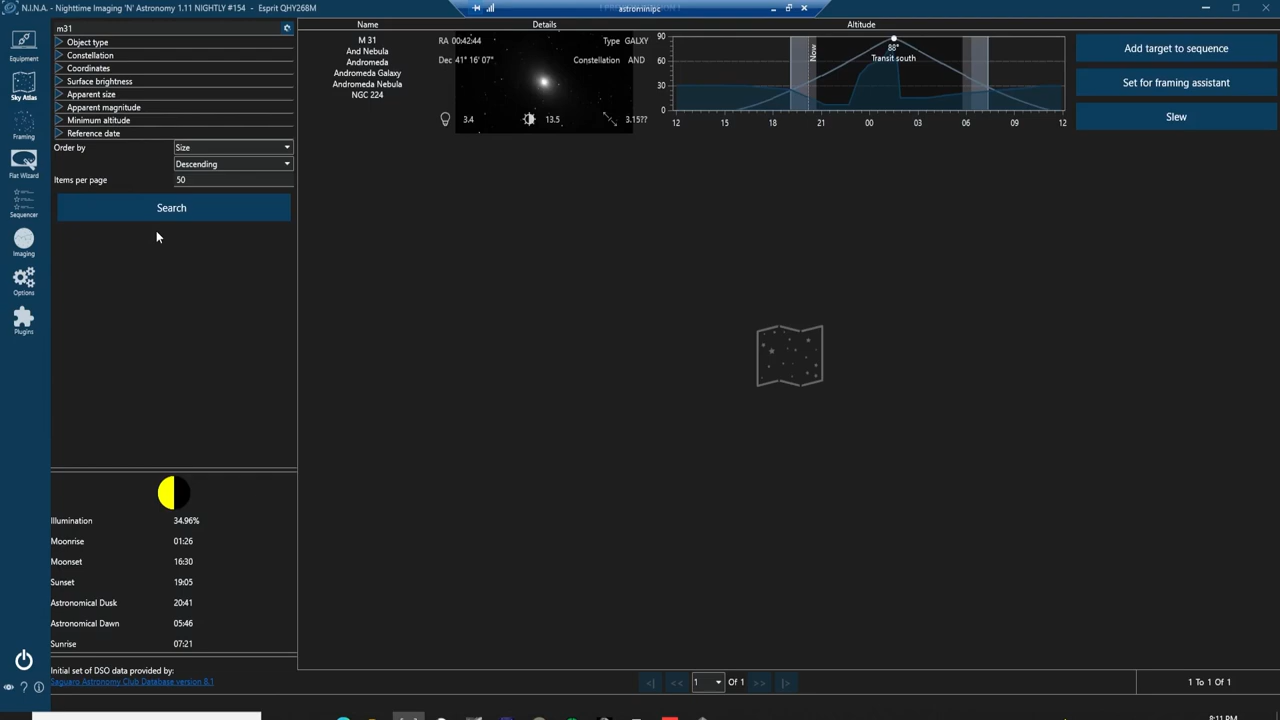 N.I.N.A. - Nighttime Imaging 'N' Astronomy 1.11 NIGHTLY #154 - Esprit QHY268M
astrominipc
m31
Object type
Constellation
Coordinates
Surface brightness
Apparent size
Apparent magnitude
Minimum altitude
Reference date
Order by Size
Descending
Items per page 50
Search
Equipment
Sky Atlas
Framing
Flat Wizard
Sequencer
Imaging
Options
Plugins
Name Details Altitude
M 31
And Nebula
Andromeda
Andromeda Galaxy
Andromeda Nebula
NGC 224
RA 00:42:44 Type GALXY
Dec 41° 16' 07" Constellation AND
3.4 13.5 3.15??
90
60
30
0
Now
88°
Transit south
12 15 18 21 00 03 06 09 12
Add target to sequence
Set for framing assistant
Slew
Illumination 34.96%
Moonrise 01:26
Moonset 16:30
Sunset 19:05
Astronomical Dusk 20:41
Astronomical Dawn 05:46
Sunrise 07:21
Initial set of DSO data provided by:
Saguaro Astronomy Club Database version 8.1
?
<| << 1 Of 1 >> |>
1 To 1 Of 1
8:11 PM